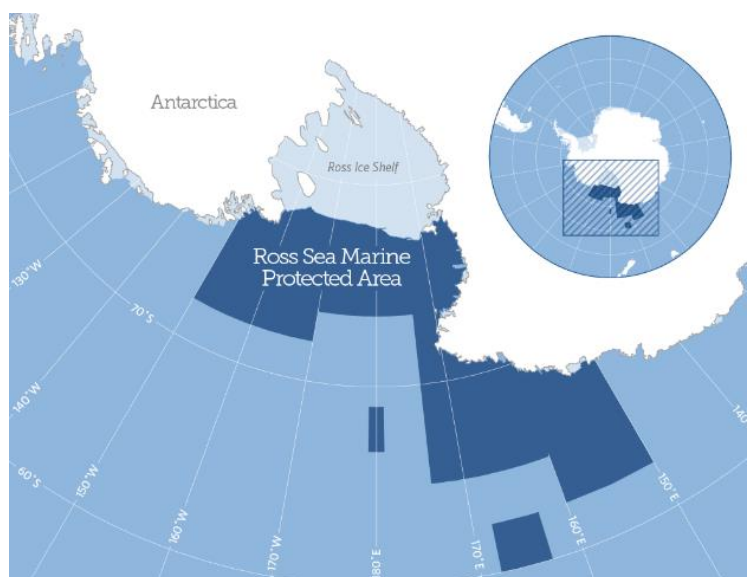 Antarctica
Ross Ice Shelf
Ross Sea Marine
Protected Area
130°W
70°S
140°W
60°S
150°W
160°W
170°W
180°E
170°E
160°E
150°E